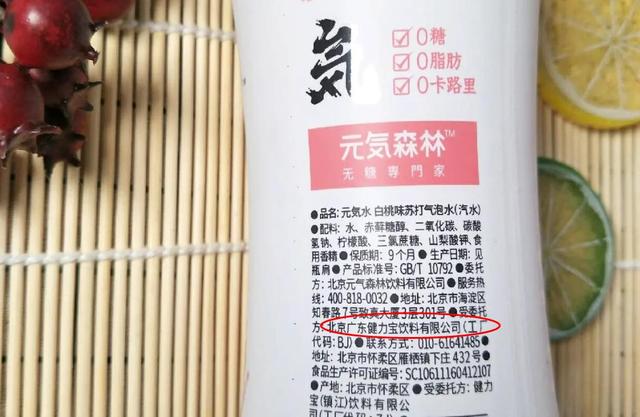 気
0糖
0脂肪
0卡路里
元気森林™
无糖専門家
●品名:元気水 白桃味苏打气泡水(汽水)
●配料:水、赤藓糖醇、二氧化碳、碳酸
氢钠、柠檬酸、三氯蔗糖、山梨酸钾、食
用香精 ●保质期:9个月 ●生产日期:见
瓶肩 ●产品标准号:GB/T 10792 ●委托
方:北京元气森林饮料有限公司 ●服务热
线:400-818-0032 ●地址:北京市海淀区
知春路7号致真大厦3层301号●受委托
方:北京广东健力宝饮料有限公司(工厂
代码:BJ) ●联系方式:010-61641485●
地址:北京市怀柔区雁栖镇下庄432号●
食品生产许可证编号:SC10611160412107
●产地:北京市怀柔区 ●受委托方:健力
宝(镇江)饮料有限公司